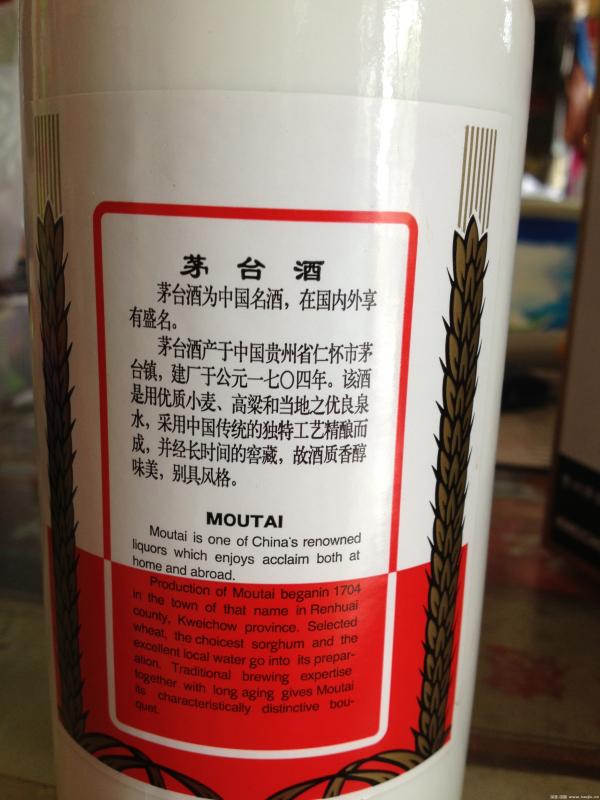 茅台酒
茅台酒为中国名酒，在国内外享
有盛名。
茅台酒产于中国贵州省仁怀市茅
台镇，建厂于公元一七〇四年。该酒
是用优质小麦、高粱和当地之优良泉
水，采用中国传统的独特工艺精酿而
成，并经长时间的窖藏，故酒质香醇
味美，别具风格。
MOUTAI
Moutai is one of China's renowned
liquors which enjoys acclaim both at
home and abroad.
Production of Moutai beganin 1704
in the town of that name in Renhuai
county, Kweichow province. Selected
wheat, the choicest sorghum and the
excellent local water go into its prepar-
ation. Traditional brewing expertise
together with long aging gives Moutai
its characteristically distinctive bou-
quet.